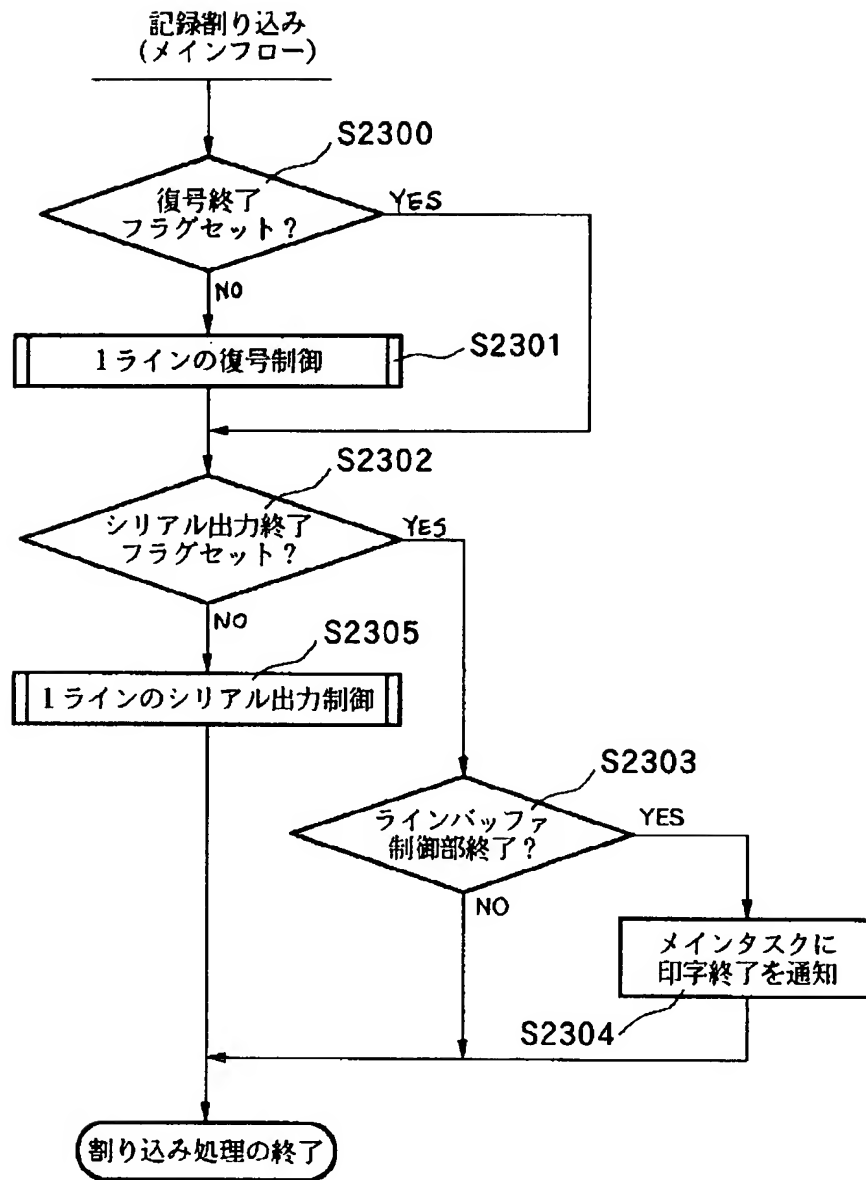 記録割り込み
(メインフロー)
S2300
復号終了
フラグセット?
YES
NO
1ラインの復号制御
S2301
S2302
シリアル出力終了
フラグセット?
YES
NO
S2305
1ラインのシリアル出力制御
S2303
ラインバッファ
制御部終了?
YES
NO
メインタスクに
印字終了を通知
S2304
割り込み処理の終了